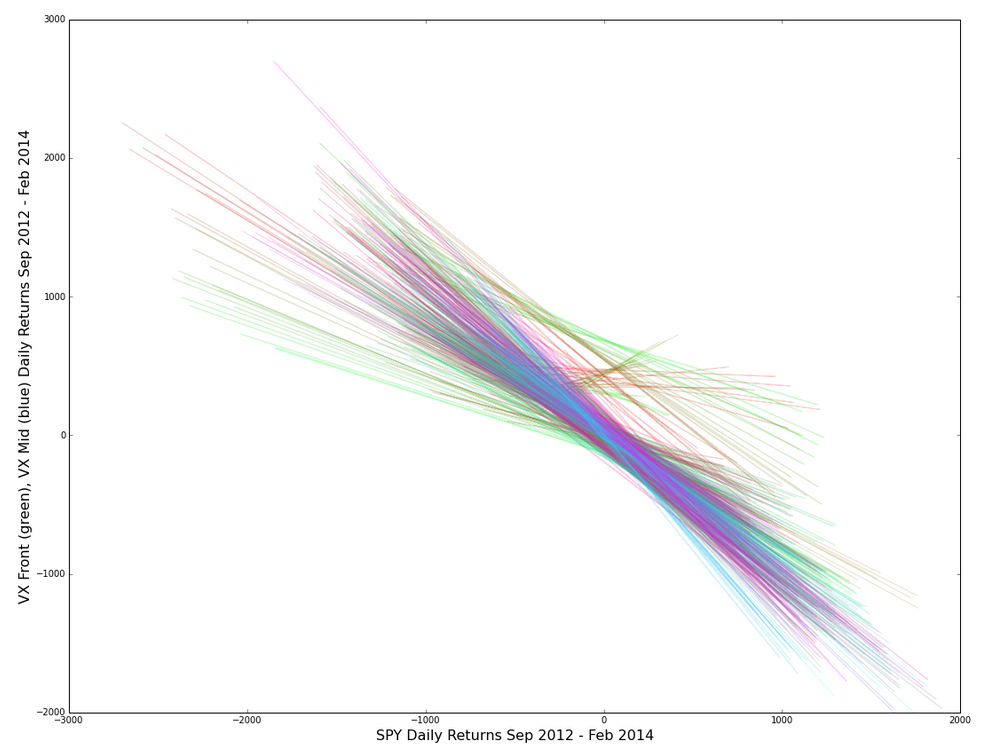 3000
2000
1000
0
−1000
−2000
−3000 −2000 −1000 0 1000 2000
VX Front (green), VX Mid (blue) Daily Returns Sep 2012 - Feb 2014
SPY Daily Returns Sep 2012 - Feb 2014